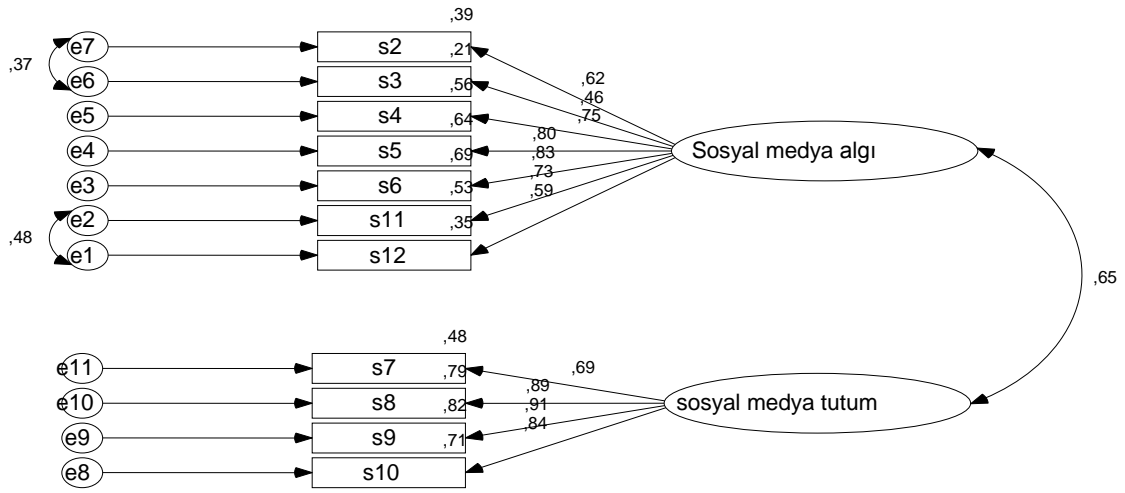 ,39
e7 s2 ,21
,37 ,62
e6 s3 ,56 ,46
e5 s4 ,64 ,75
e4 s5 ,69 ,80 Sosyal medya algı
,83
e3 s6 ,53 ,73
,59
e2 s11 ,35
,48
e1 s12
,65
,48
e11 s7 ,79 ,69
e10 s8 ,82 ,89 sosyal medya tutum
,91
e9 s9 ,71 ,84
e8 s10